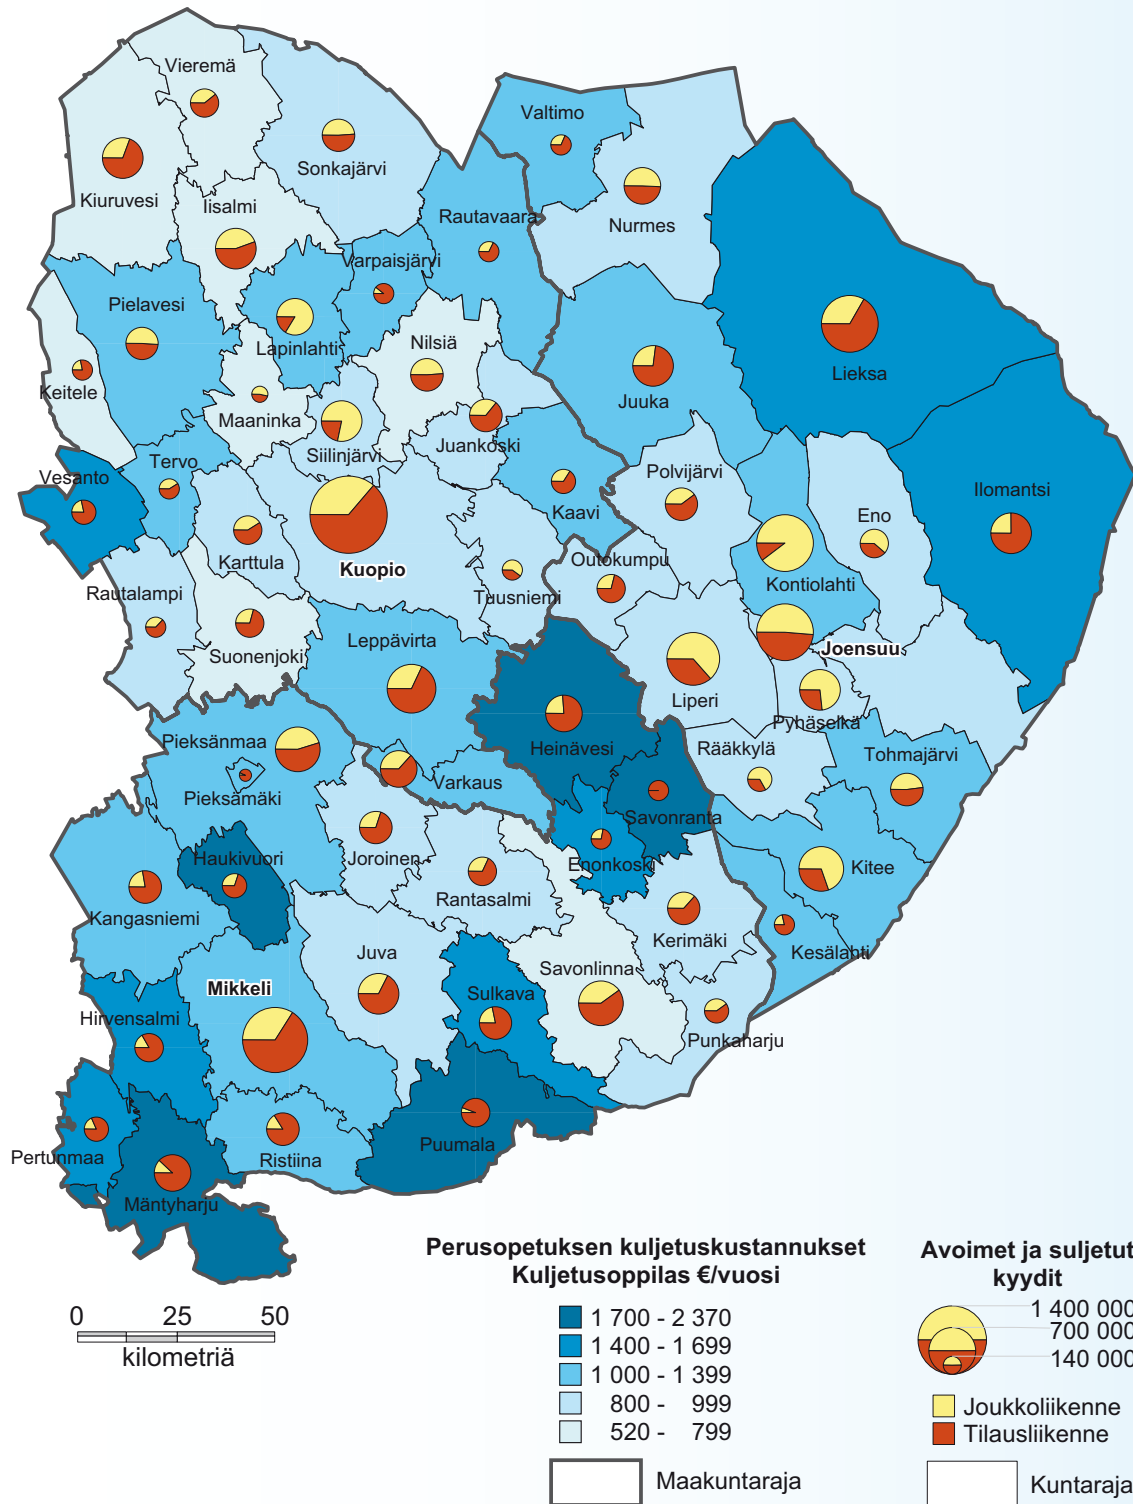 Vieremä
Valtimo
Sonkajärvi
Kiuruvesi
Iisalmi
Nurmes
Rautavaara
Varpaisjärvi
Pielavesi
Lapinlahti
Nilsiä
Lieksa
Keitele
Maaninka
Juuka
Siilinjärvi
Juankoski
Vesanto
Tervo
Polvijärvi
Ilomantsi
Kaavi
Eno
Karttula
Kuopio
Outokumpu
Kontiolahti
Rautalampi
Tuusniemi
Suonenjoki
Leppävirta
Joensuu
Liperi
Pyhäselkä
Pieksänmaa
Heinävesi
Rääkkylä
Tohmajärvi
Pieksämäki
Varkaus
Savonranta
Haukivuori
Joroinen
Enonkoski
Kitee
Kangasniemi
Rantasalmi
Kerimäki
Kesälahti
Juva
Savonlinna
Mikkeli
Sulkava
Hirvensalmi
Punkaharju
Puumala
Pertunmaa
Ristiina
Mäntyharju
Perusopetuksen kuljetuskustannukset
Kuljetusoppilas €/vuosi
1 700 - 2 370
1 400 - 1 699
1 000 - 1 399
800 - 999
520 - 799
Maakuntaraja
Avoimet ja suljetut
kyydit
1 400 000
700 000
140 000
Joukkoliikenne
Tilausliikenne
Kuntaraja
0 25 50
kilometriä